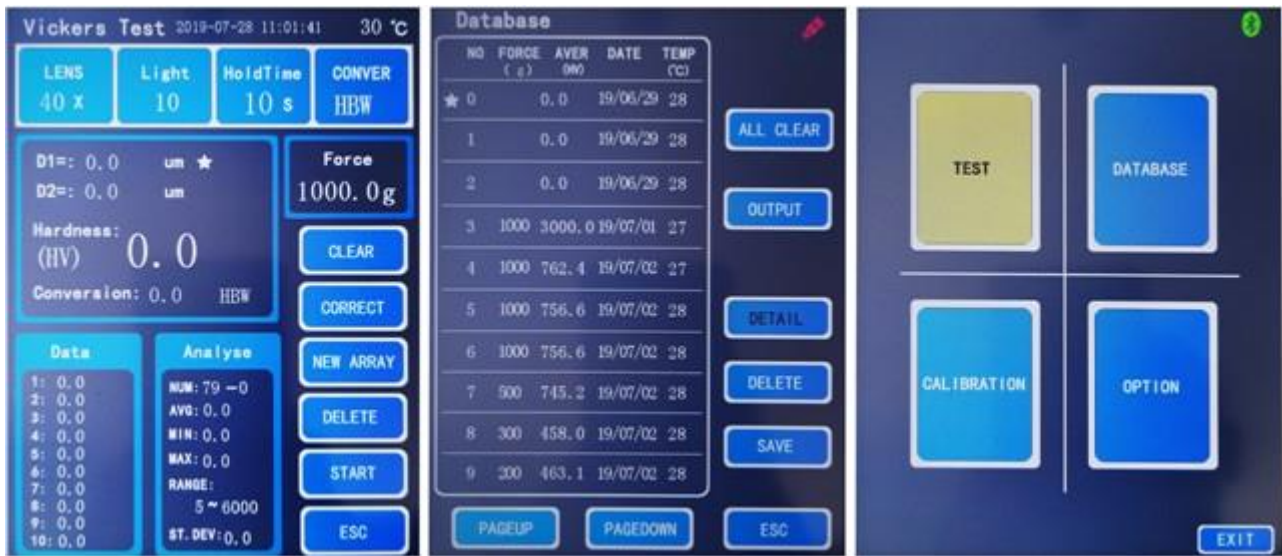 Vickers Test 2019-07-28 11:01:41 30 ℃
LENS Light HoldTime CONVER
40 X 10 10 s HBW
D1=: 0.0 um ★
D2=: 0.0 um
Force
1000.0g
Hardness:
(HV) 0.0
Conversion: 0.0 HBW
CLEAR
CORRECT
NEW ARRAY
DELETE
START
ESC
Data
1: 0.0
2: 0.0
3: 0.0
4: 0.0
5: 0.0
6: 0.0
7: 0.0
8: 0.0
9: 0.0
10: 0.0
Analyse
NUM: 79 -0
AVG: 0.0
MIN: 0.0
MAX: 0.0
RANGE:
5~6000
ST.DEV: 0.0
Database
NO FORCE AVER DATE TEMP
(g) (HV) (℃)
★ 0 0.0 19/06/29 28
1 0.0 19/06/29 28
2 0.0 19/06/29 28
3 1000 3000.0 19/07/01 27
4 1000 762.4 19/07/02 27
5 1000 756.6 19/07/02 28
6 1000 756.6 19/07/02 28
7 500 745.2 19/07/02 28
8 300 458.0 19/07/02 28
9 200 463.1 19/07/02 28
ALL CLEAR
OUTPUT
DETAIL
DELETE
SAVE
PAGEUP PAGEDOWN ESC
TEST DATABASE
CALIBRATION OPTION
EXIT